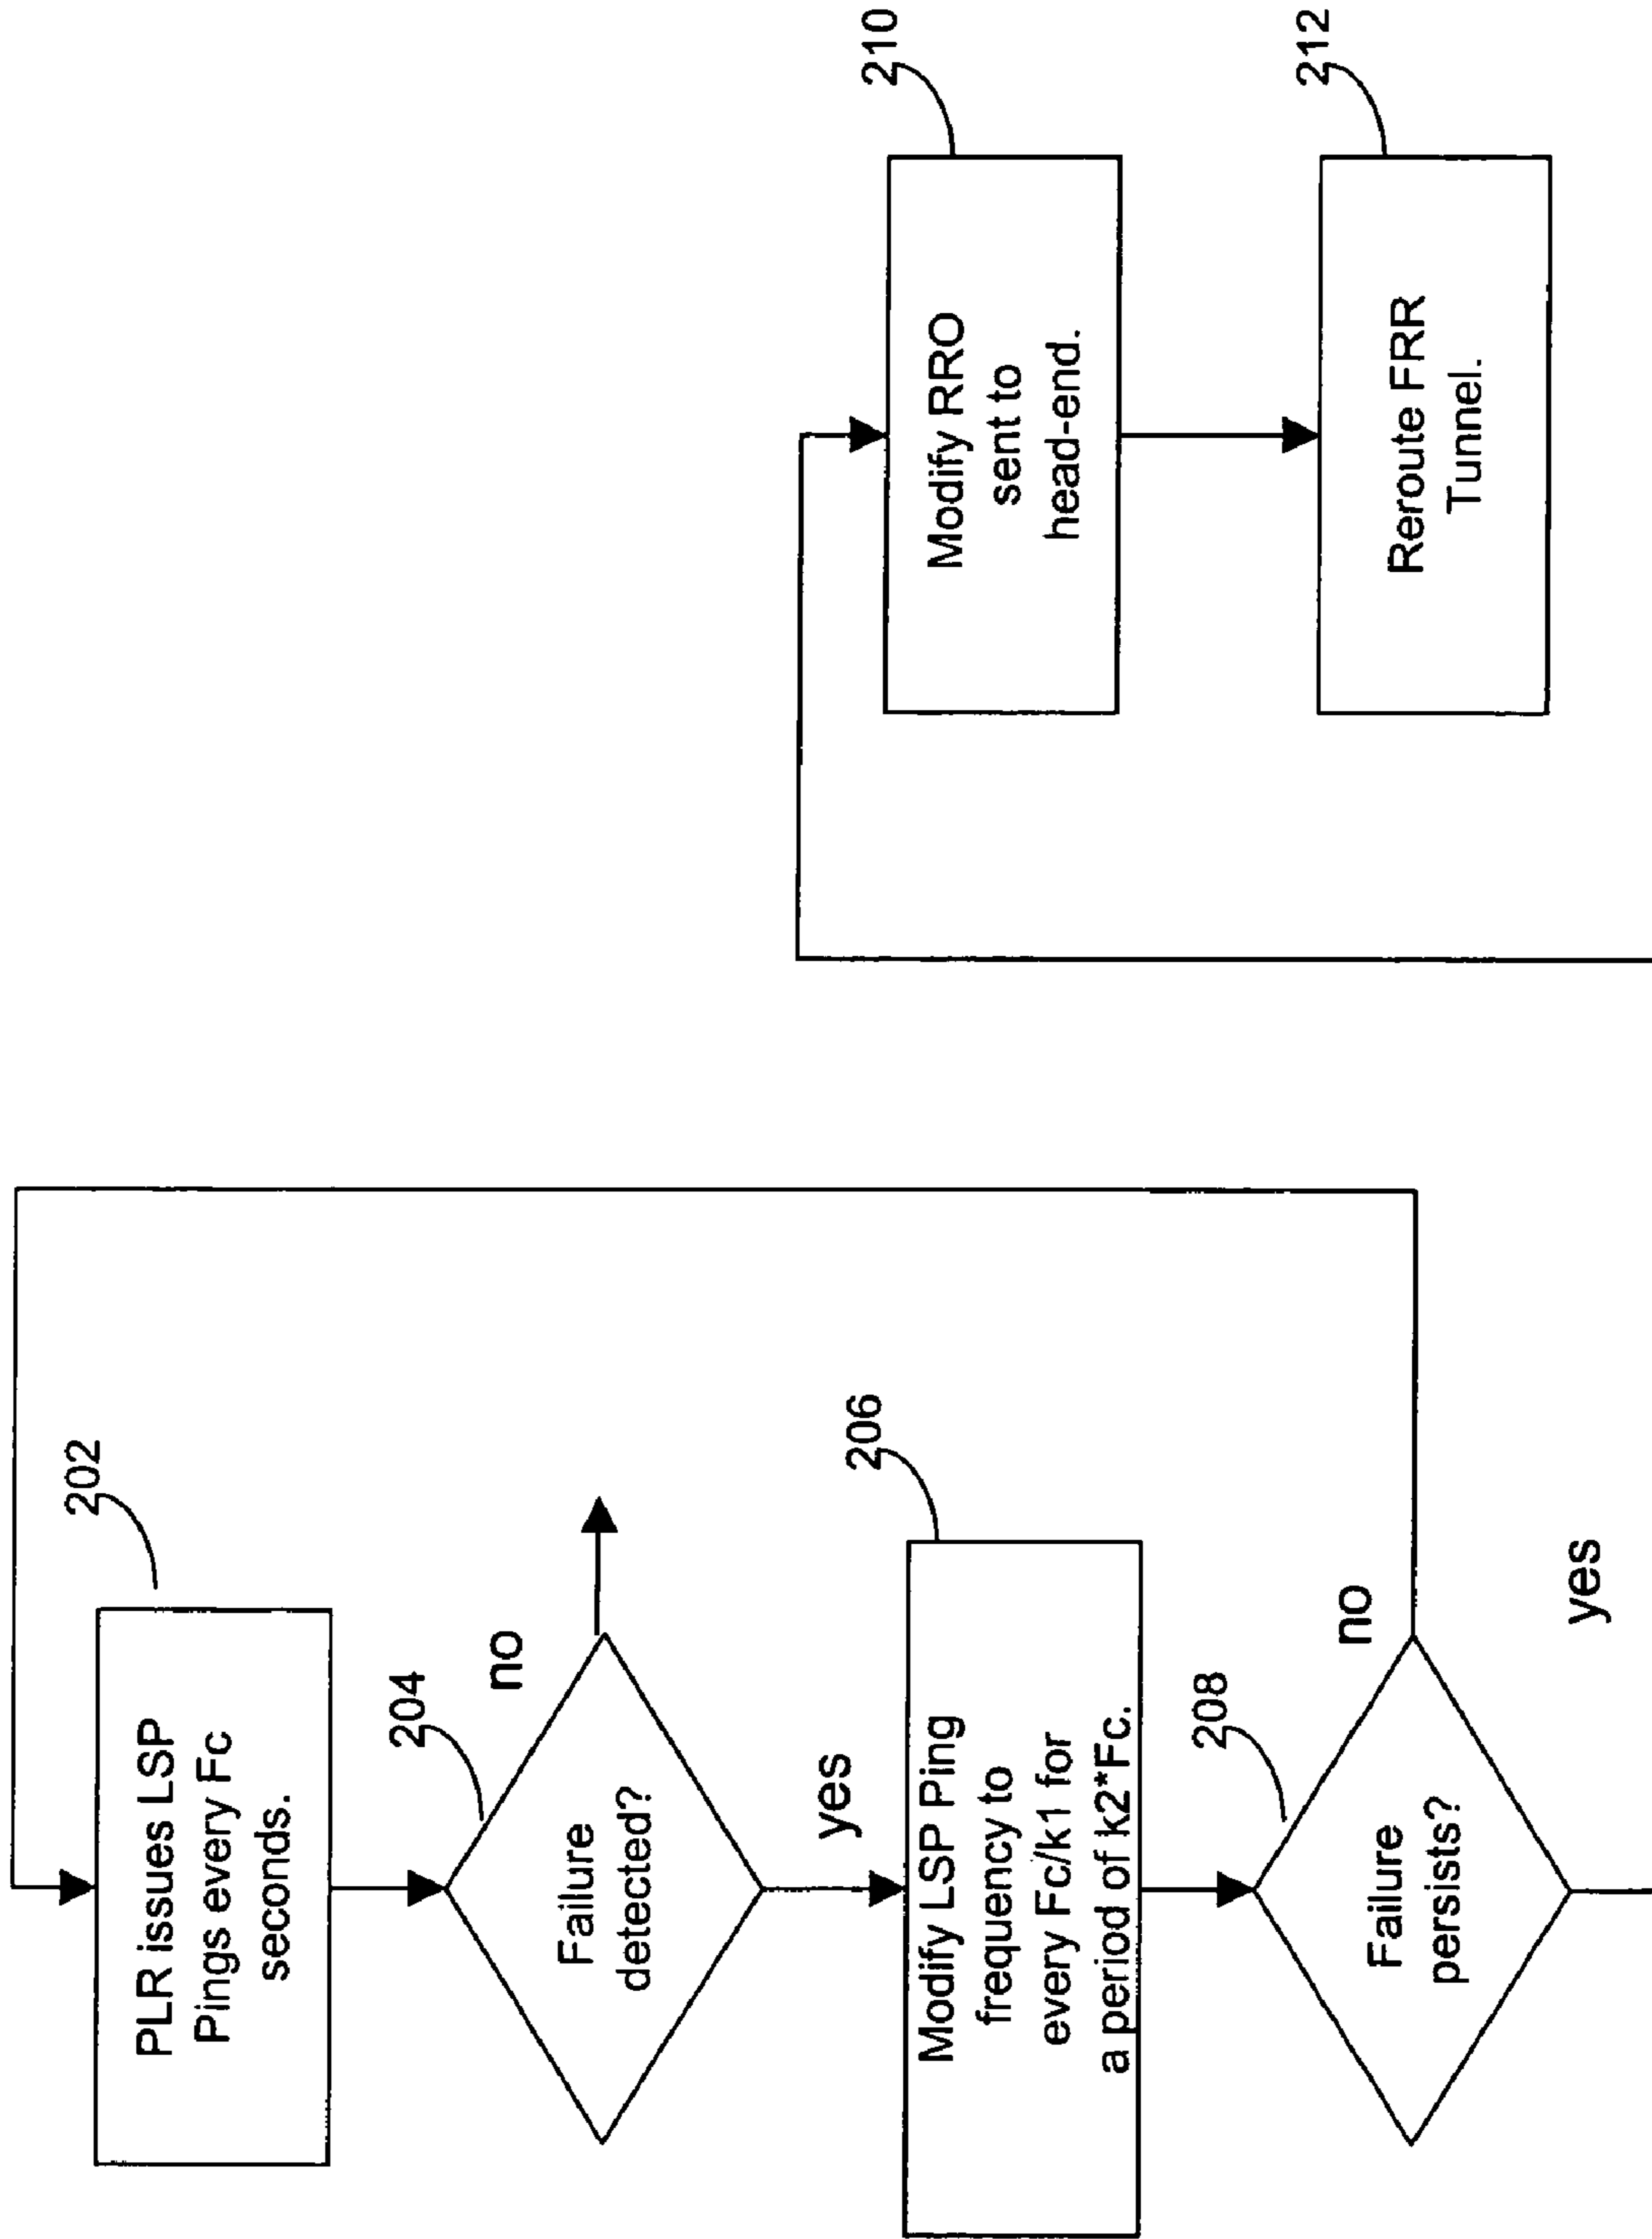 202
PLR issues LSP
Pings every Fc
seconds.
204
Failure
detected?
no
yes
206
Modify LSP Ping
frequency to
every Fc/k1 for
a period of k2*Fc.
208
Failure
persists?
no
yes
210
Modify RRO
sent to
head-end.
212
Reroute FRR
Tunnel.